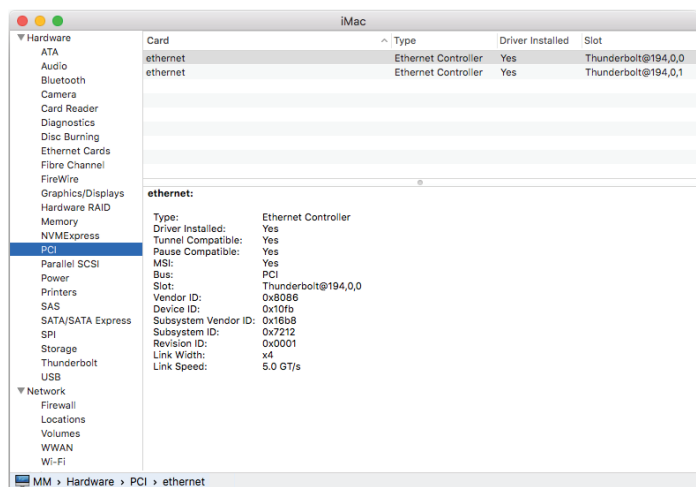 iMac
Hardware
ATA
Audio
Bluetooth
Camera
Card Reader
Diagnostics
Disc Burning
Ethernet Cards
Fibre Channel
FireWire
Graphics/Displays
Hardware RAID
Memory
NVMExpress
PCI
Parallel SCSI
Power
Printers
SAS
SATA/SATA Express
SPI
Storage
Thunderbolt
USB
Network
Firewall
Locations
Volumes
WWAN
Wi-Fi
Card Type Driver Installed Slot
ethernet Ethernet Controller Yes Thunderbolt@194,0,0
ethernet Ethernet Controller Yes Thunderbolt@194,0,1
ethernet:
Type: Ethernet Controller
Driver Installed: Yes
Tunnel Compatible: Yes
Pause Compatible: Yes
MSI: Yes
Bus: PCI
Slot: Thunderbolt@194,0,0
Vendor ID: 0x8086
Device ID: 0x10fb
Subsystem Vendor ID: 0x16b8
Subsystem ID: 0x7212
Revision ID: 0x0001
Link Width: x4
Link Speed: 5.0 GT/s
MM › Hardware › PCI › ethernet